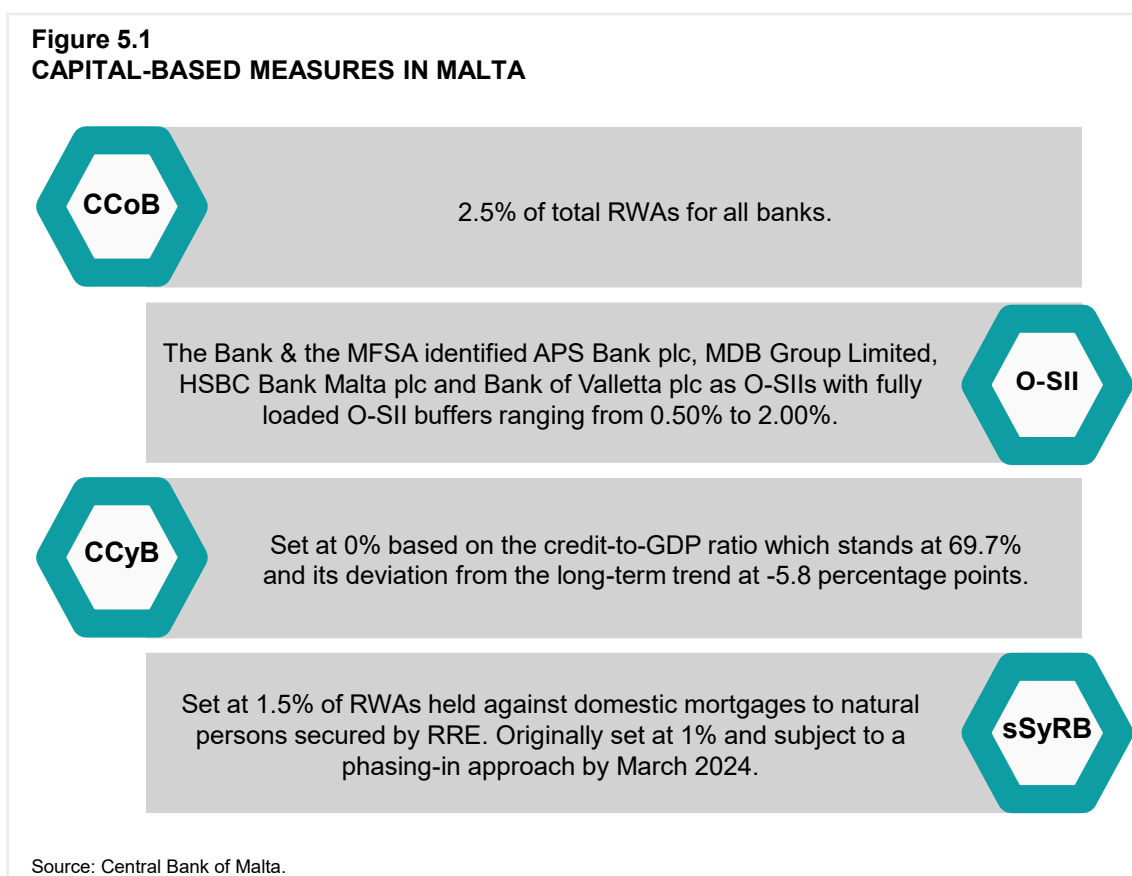 Figure 5.1
CAPITAL-BASED MEASURES IN MALTA
CCoB
2.5% of total RWAs for all banks.
The Bank & the MFSA identified APS Bank plc, MDB Group Limited,
HSBC Bank Malta plc and Bank of Valletta plc as O-SIIs with fully
loaded O-SII buffers ranging from 0.50% to 2.00%.
O-SII
CCyB
Set at 0% based on the credit-to-GDP ratio which stands at 69.7%
and its deviation from the long-term trend at -5.8 percentage points.
Set at 1.5% of RWAs held against domestic mortgages to natural
persons secured by RRE. Originally set at 1% and subject to a
phasing-in approach by March 2024.
sSyRB
Source: Central Bank of Malta.